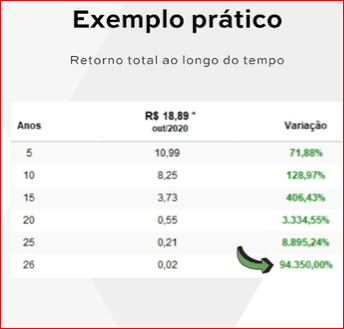 Exemplo prático
Retorno total ao longo do tempo
Anos R$ 18,89 * out/2020 Variação
5 10,99 71,88%
10 8,25 128,97%
15 3,73 406,43%
20 0,55 3.334,55%
25 0,21 8.895,24%
26 0,02 94.350,00%